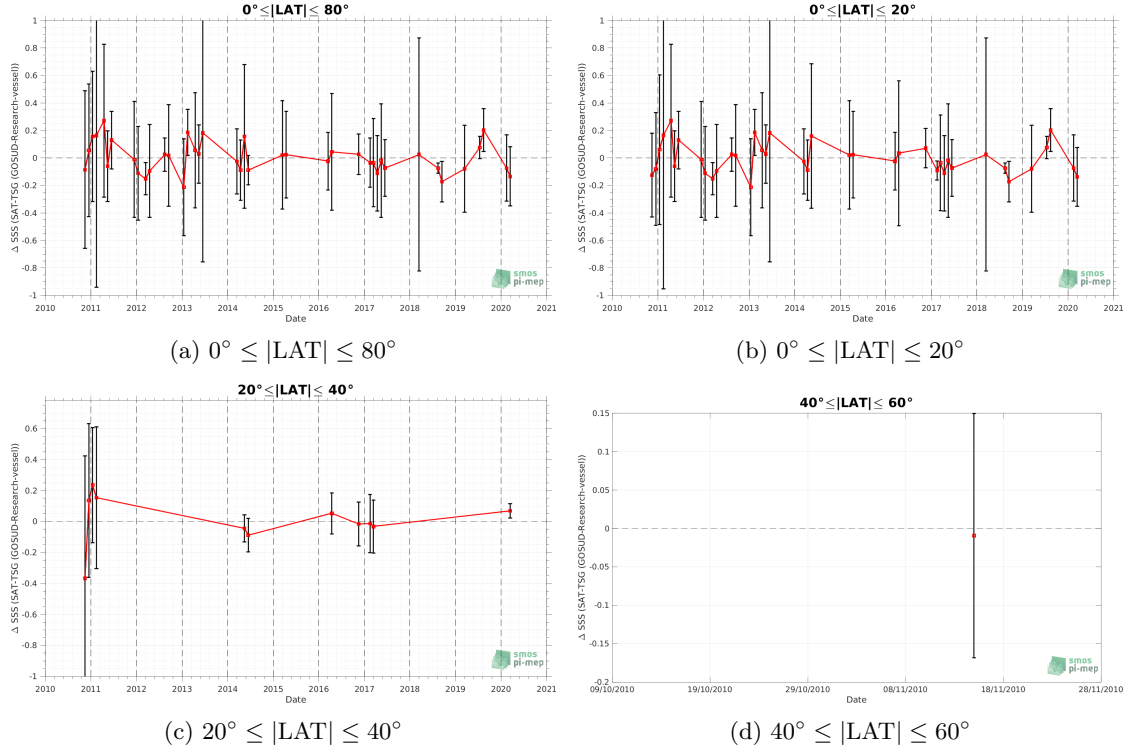 0°≤|LAT|≤ 80°
Δ SSS (SAT-TSG (GOSUD-Research-vessel))
1
0.8
0.6
0.4
0.2
0
-0.2
-0.4
-0.6
-0.8
-1
smos
pi-mep
2010 2011 2012 2013 2014 2015 2016 2017 2018 2019 2020 2021
Date
(a) 0° ≤ |LAT| ≤ 80°
0°≤|LAT|≤ 20°
Δ SSS (SAT-TSG (GOSUD-Research-vessel))
1
0.8
0.6
0.4
0.2
0
-0.2
-0.4
-0.6
-0.8
-1
smos
pi-mep
2010 2011 2012 2013 2014 2015 2016 2017 2018 2019 2020 2021
Date
(b) 0° ≤ |LAT| ≤ 20°
20°≤|LAT|≤ 40°
Δ SSS (SAT-TSG (GOSUD-Research-vessel))
0.6
0.4
0.2
0
-0.2
-0.4
-0.6
-0.8
-1
smos
pi-mep
2010 2011 2012 2013 2014 2015 2016 2017 2018 2019 2020 2021
Date
(c) 20° ≤ |LAT| ≤ 40°
40°≤|LAT|≤ 60°
Δ SSS (SAT-TSG (GOSUD-Research-vessel))
0.15
0.1
0.05
0
-0.05
-0.1
-0.15
-0.2
smos
pi-mep
09/10/2010 19/10/2010 29/10/2010 08/11/2010 18/11/2010 28/11/2010
Date
(d) 40° ≤ |LAT| ≤ 60°